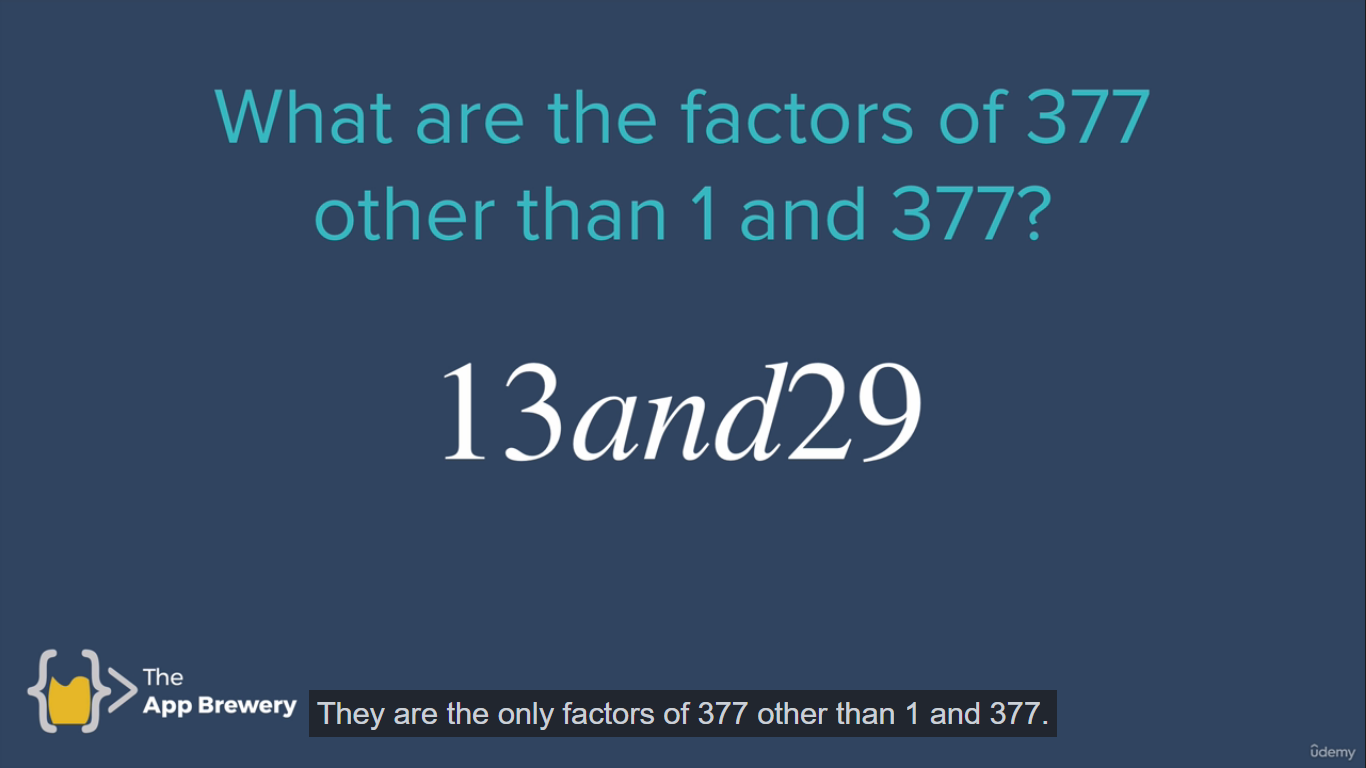 What are the factors of 377
other than 1 and 377?
13and29
The
App Brewery
They are the only factors of 377 other than 1 and 377.
ûdemy